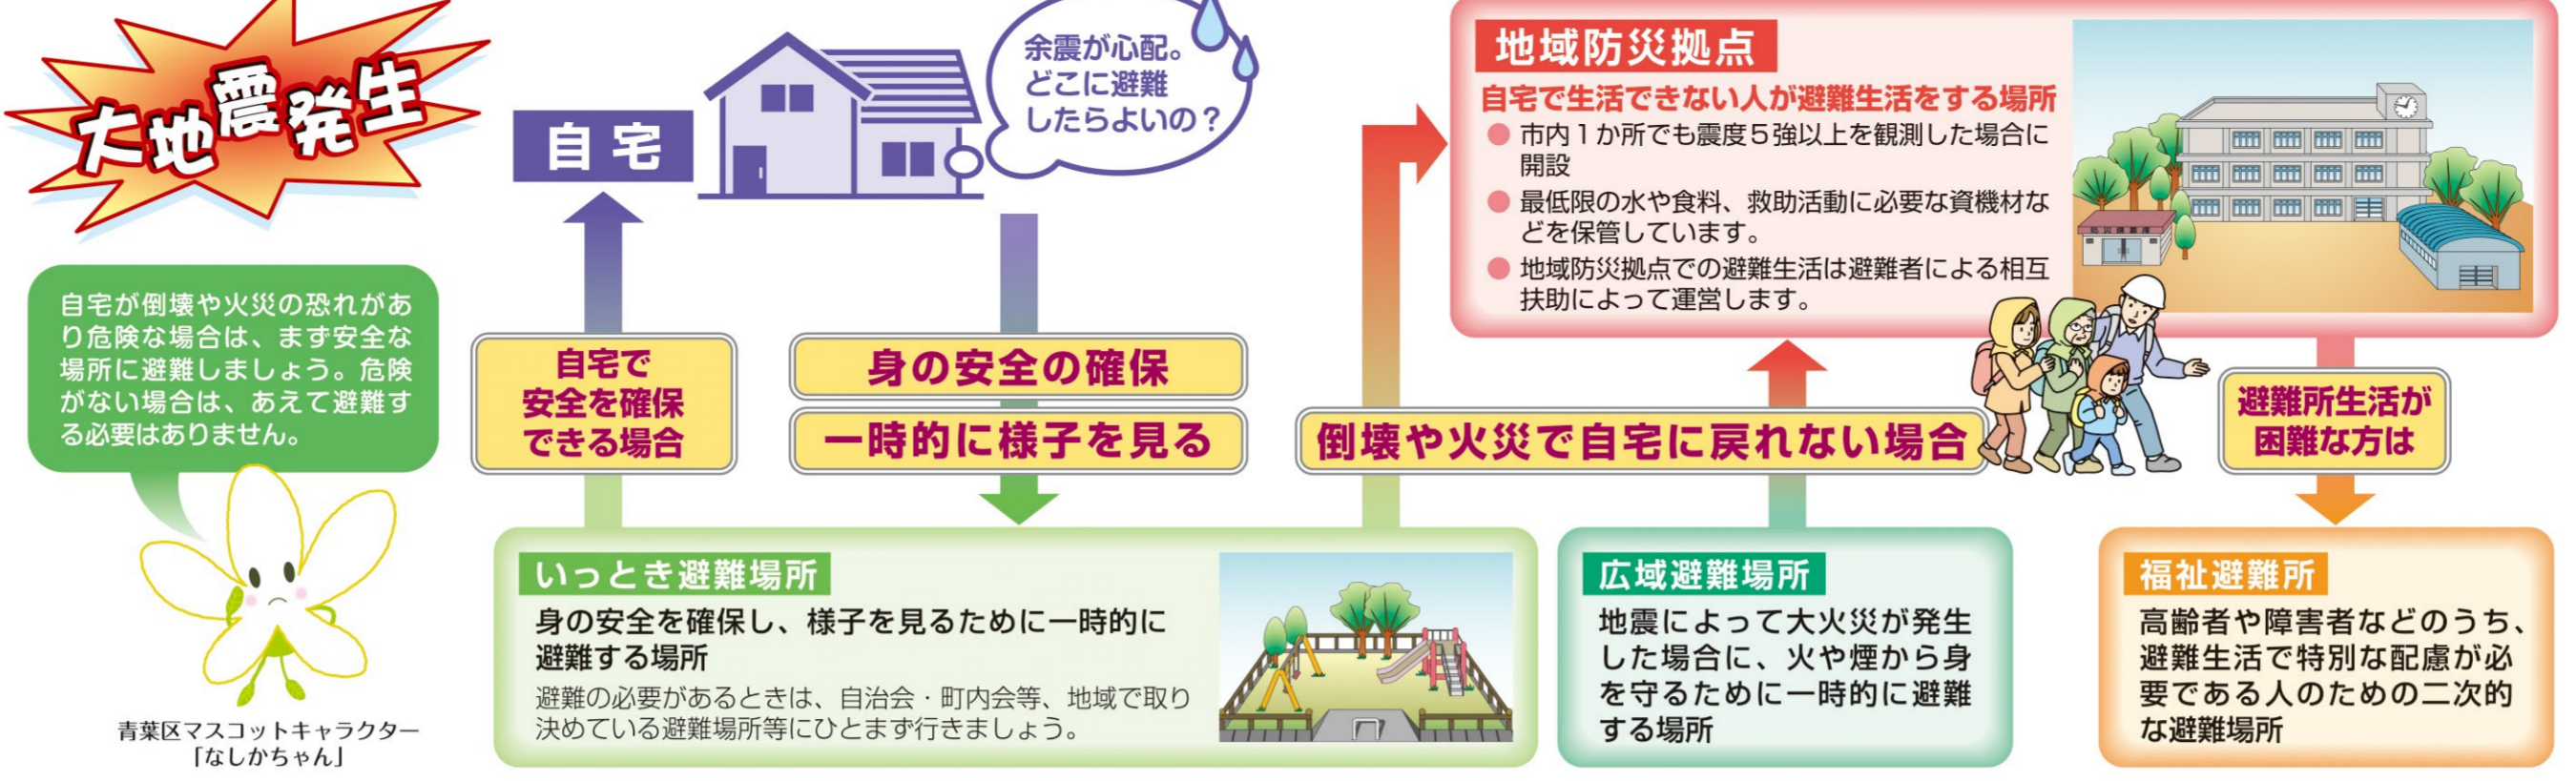 大地震発生
自宅
余震が心配。
どこに避難
したらよいの？
自宅が倒壊や火災の恐れがあ
り危険な場合は、まず安全な
場所に避難しましょう。危険
がない場合は、あえて避難す
る必要はありません。
青葉区マスコットキャラクター
「なしかちゃん」
自宅で
安全を確保
できる場合
身の安全の確保
一時的に様子を見る
いっとき避難場所
身の安全を確保し、様子を見るために一時的に
避難する場所
避難の必要があるときは、自治会・町内会等、地域で取り
決めている避難場所等にひとまず行きましょう。
倒壊や火災で自宅に戻れない場合
地域防災拠点
自宅で生活できない人が避難生活をする場所
● 市内１か所でも震度５強以上を観測した場合に
開設
● 最低限の水や食料、救助活動に必要な資機材な
どを保管しています。
● 地域防災拠点での避難生活は避難者による相互
扶助によって運営します。
広域避難場所
地震によって大火災が発生
した場合に、火や煙から身
を守るために一時的に避難
する場所
避難所生活が
困難な方は
福祉避難所
高齢者や障害者などのうち、
避難生活で特別な配慮が必
要である人のための二次的
な避難場所